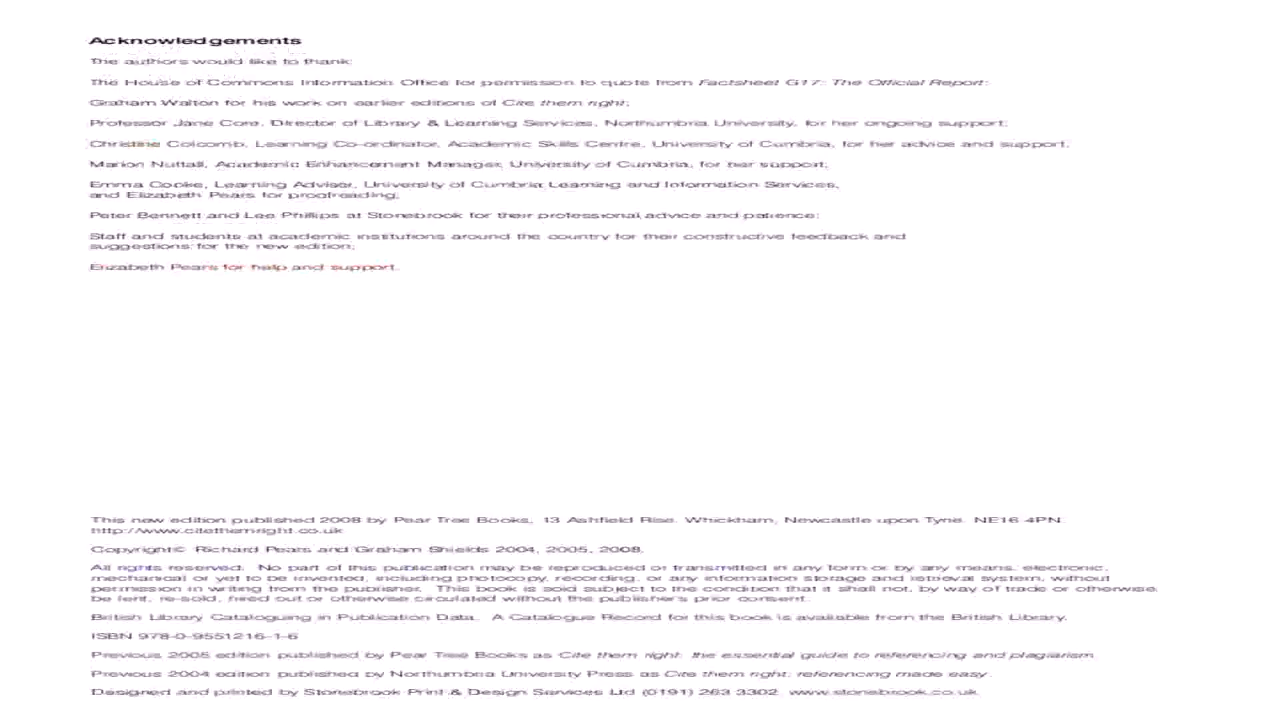 Acknowledgements
The authors would like to thank:
The House of Commons Information Office for permission to quote from Factsheet G17: The Official Report;
Graham Walton for his work on earlier editions of Cite them right;
Professor Jane Core, Director of Library & Learning Services, Northumbria University, for her ongoing support;
Christine Colcomb, Learning Co-ordinator, Academic Skills Centre, University of Cumbria, for her advice and support;
Marion Nuttall, Academic Enhancement Manager, University of Cumbria, for her support;
Emma Cooke, Learning Adviser, University of Cumbria Learning and Information Services,
and Elizabeth Pears for proofreading;
Peter Bennett and Lee Phillips at Stonebrook for their professional advice and patience;
Staff and students at academic institutions around the country for their constructive feedback and
suggestions for the new edition;
Elizabeth Pears for help and support.
This new edition published 2008 by Pear Tree Books, 13 Ashfield Rise, Whickham, Newcastle upon Tyne. NE16 4PN.
http://www.citethemright.co.uk
Copyright© Richard Pears and Graham Shields 2004, 2005, 2008.
All rights reserved. No part of this publication may be reproduced or transmitted in any form or by any means, electronic,
mechanical or yet to be invented, including photocopy, recording, or any information storage and retrieval system, without
permission in writing from the publisher. This book is sold subject to the condition that it shall not, by way of trade or otherwise,
be lent, re-sold, hired out or otherwise circulated without the publisher's prior consent.
British Library Cataloguing in Publication Data. A Catalogue Record for this book is available from the British Library.
ISBN 978-0-9551216-1-6
Previous 2005 edition published by Pear Tree Books as Cite them right: the essential guide to referencing and plagiarism.
Previous 2004 edition published by Northumbria University Press as Cite them right: referencing made easy.
Designed and printed by Stonebrook Print & Design Services Ltd (0191) 263 3302 www.stonebrook.co.uk